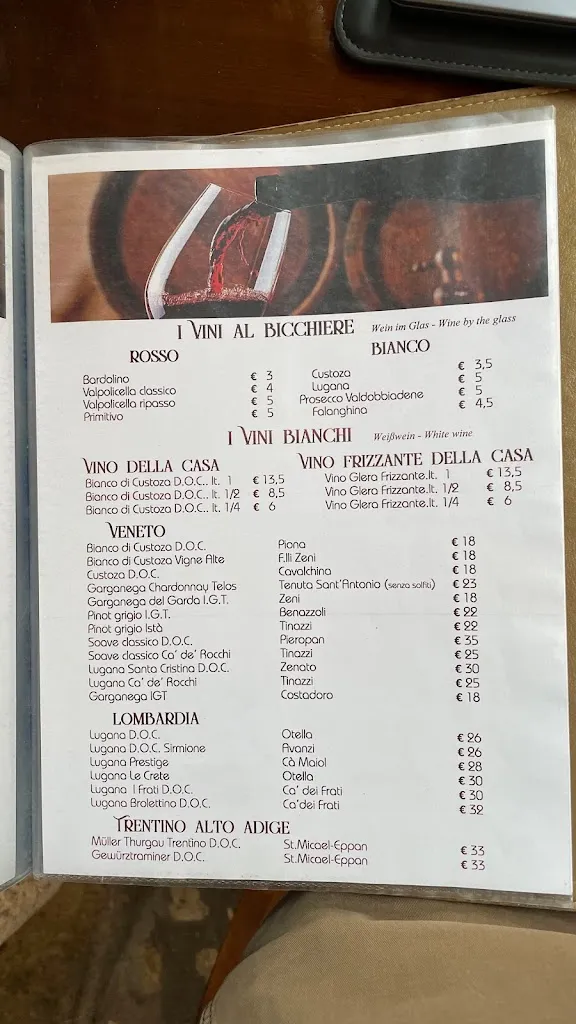 I VINI AL BICCHIERE Wein im Glas - Wine by the glass
ROSSO
Bardolino € 3
Valpolicella classico € 4
Valpolicella ripasso € 5
Primitivo € 5
BIANCO
Custoza € 3,5
Lugana € 5
Prosecco Valdobbiadene € 5
Falanghina € 4,5
I VINI BIANCHI Weißwein - White wine
VINO DELLA CASA
Bianco di Custoza D.O.C.. lt. 1 € 13,5
Bianco di Custoza D.O.C.. lt. 1/2 € 8,5
Bianco di Custoza D.O.C.. lt. 1/4 € 6
VINO FRIZZANTE DELLA CASA
Vino Glera Frizzante.lt. 1 € 13,5
Vino Glera Frizzante.lt. 1/2 € 8,5
Vino Glera Frizzante.lt. 1/4 € 6
VENETO
Bianco di Custoza D.O.C. Piona € 18
Bianco di Custoza Vigne Alte F.lli Zeni € 18
Custoza D.O.C. Cavalchina € 18
Garganega Chardonnay Telos Tenuta Sant'Antonio (senza solfiti) € 23
Garganega del Garda I.G.T. Zeni € 18
Pinot grigio I.G.T. Benazzoli € 22
Pinot grigio Istà Tinazzi € 22
Soave classico D.O.C. Pieropan € 35
Soave classico Ca' de' Rocchi Tinazzi € 25
Lugana Santa Cristina D.O.C. Zenato € 30
Lugana Ca' de' Rocchi Tinazzi € 25
Garganega IGT Costadoro € 18
LOMBARDIA
Lugana D.O.C. Otella € 26
Lugana D.O.C. Sirmione Avanzi € 26
Lugana Prestige Cà Maiol € 28
Lugana Le Crete Otella € 30
Lugana I Frati D.O.C. Ca' dei Frati € 30
Lugana Brolettino D.O.C. Ca'dei Frati € 32
TRENTINO ALTO ADIGE
Müller Thurgau Trentino D.O.C. St.Micael-Eppan € 33
Gewürztraminer D.O.C. St.Micael-Eppan € 33